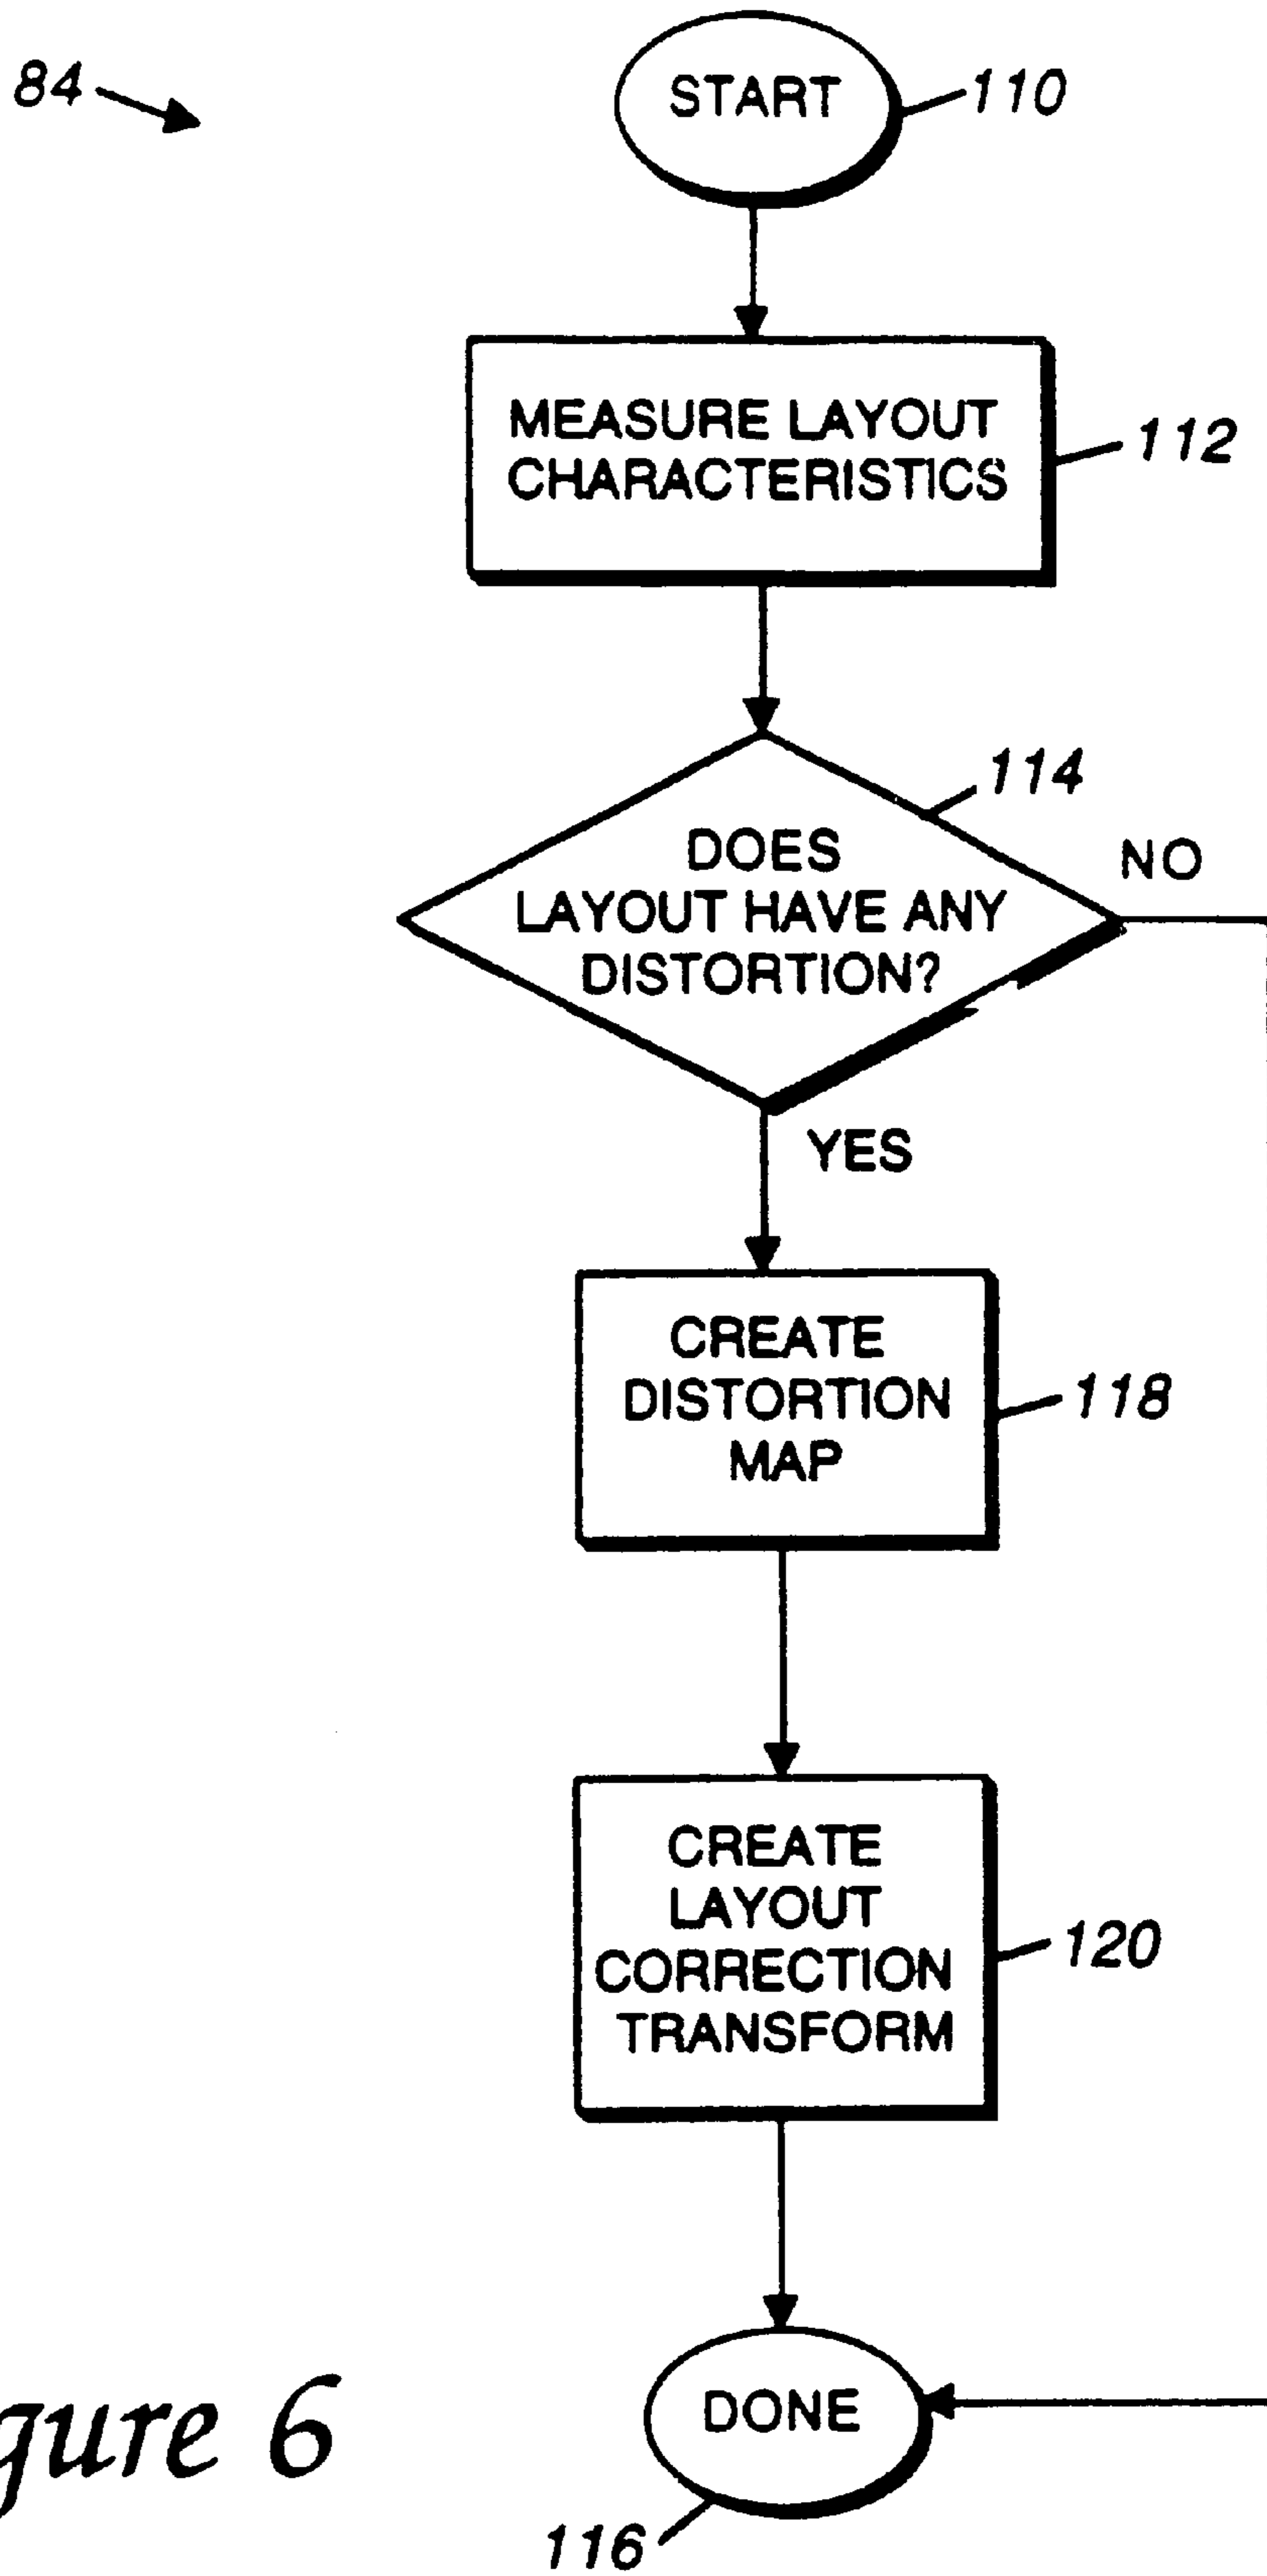 84
START
110
MEASURE LAYOUT
CHARACTERISTICS
112
114
DOES
LAYOUT HAVE ANY
DISTORTION?
NO
YES
CREATE
DISTORTION
MAP
118
CREATE
LAYOUT
CORRECTION
TRANSFORM
120
DONE
116
gure 6